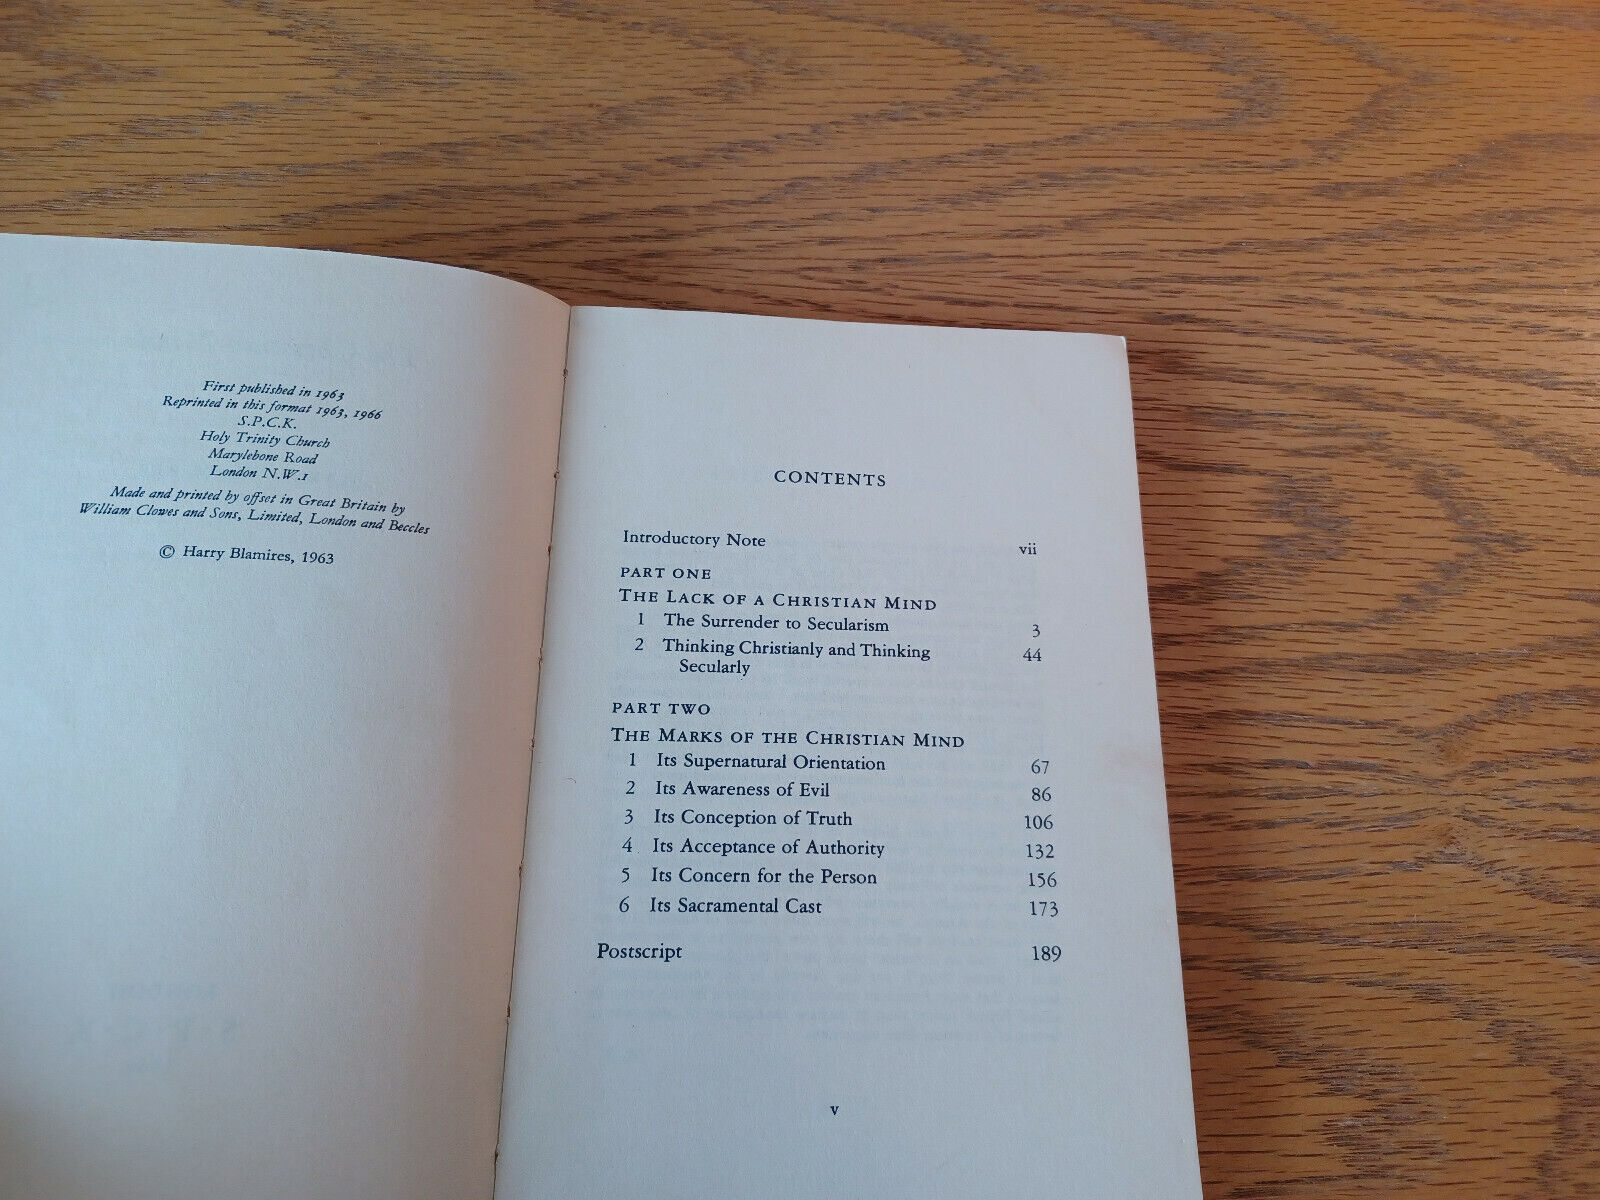 First published in 1963
Reprinted in this format 1963, 1966
S.P.C.K.
Holy Trinity Church
Marylebone Road
London N.W.1
Made and printed by offset in Great Britain by
William Clowes and Sons, Limited, London and Beccles
© Harry Blamires, 1963
CONTENTS
Introductory Note vii
PART ONE
THE LACK OF A CHRISTIAN MIND
1 The Surrender to Secularism 3
2 Thinking Christianly and Thinking 44
Secularly
PART TWO
THE MARKS OF THE CHRISTIAN MIND
1 Its Supernatural Orientation 67
2 Its Awareness of Evil 86
3 Its Conception of Truth 106
4 Its Acceptance of Authority 132
5 Its Concern for the Person 156
6 Its Sacramental Cast 173
Postscript 189
v